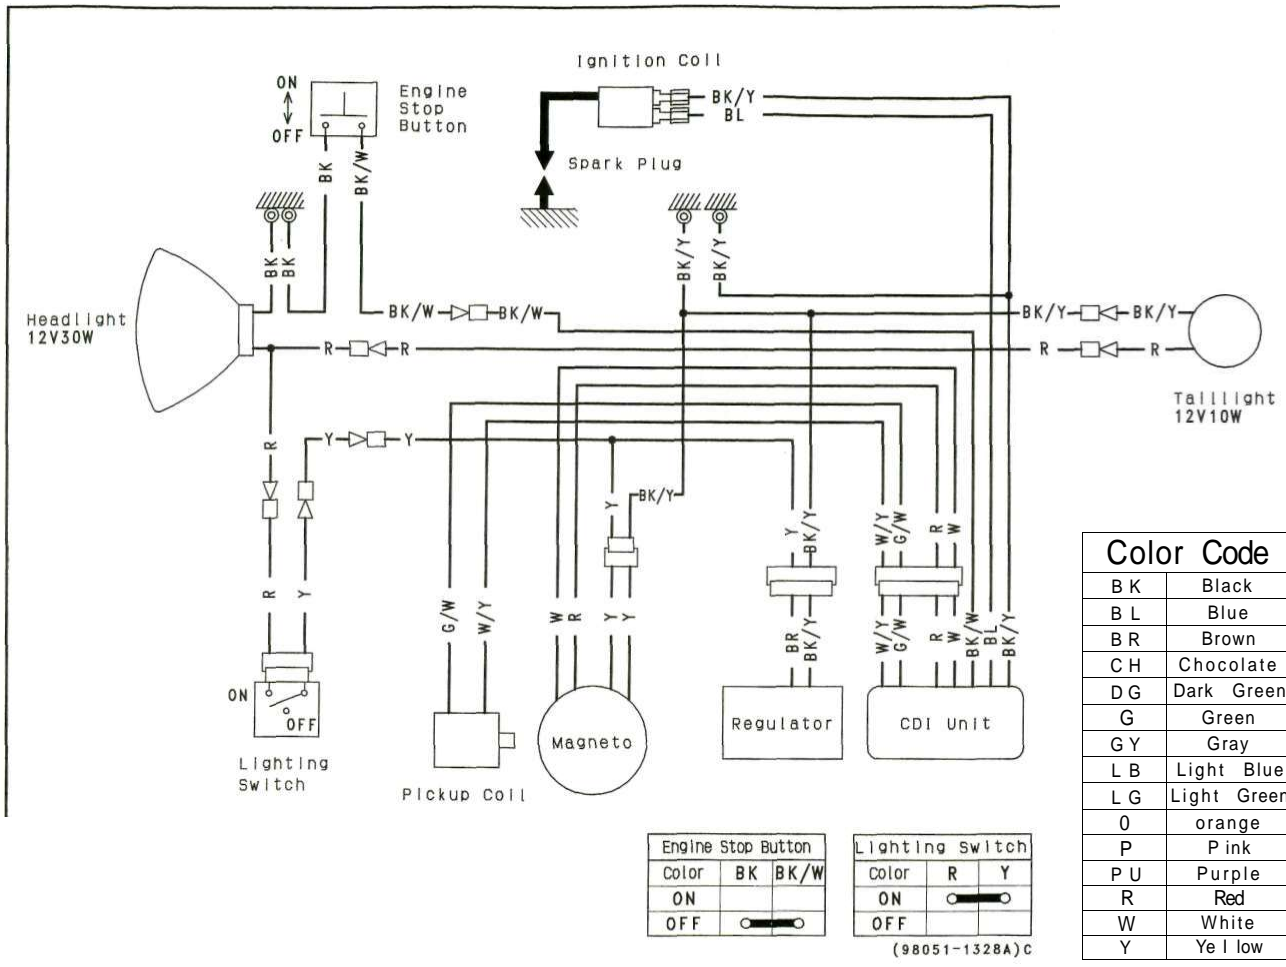 Ignition Coil
ON
OFF
Engine
Stop
Button
BK/Y
BL
BK
BK/W
Spark Plug
BK
BK
BK/Y
BK/Y
Headlight
12V30W
BK/W
BK/W
BK/Y
BK/Y
R
R
R
R
Taillight
12V10W
R
Y
Y
Y
BK/Y
Y
BK/Y
W/Y
G/W
R
W
R
Y
G/W
W/Y
W
R
Y
Y
BR
BK/Y
W/Y
G/W
R
W
BK/W
BL
BK/Y
ON
OFF
Lighting
Switch
Pickup Coil
Magneto
Regulator
CDI Unit
Color Code
BK Black
BL Blue
BR Brown
CH Chocolate
DG Dark Green
G Green
GY Gray
LB Light Blue
LG Light Green
0 orange
P Pink
PU Purple
R Red
W White
Y Yellow
Engine Stop Button
Color BK BK/W
ON
OFF
Lighting Switch
Color R Y
ON
OFF
(98051-1328A)C